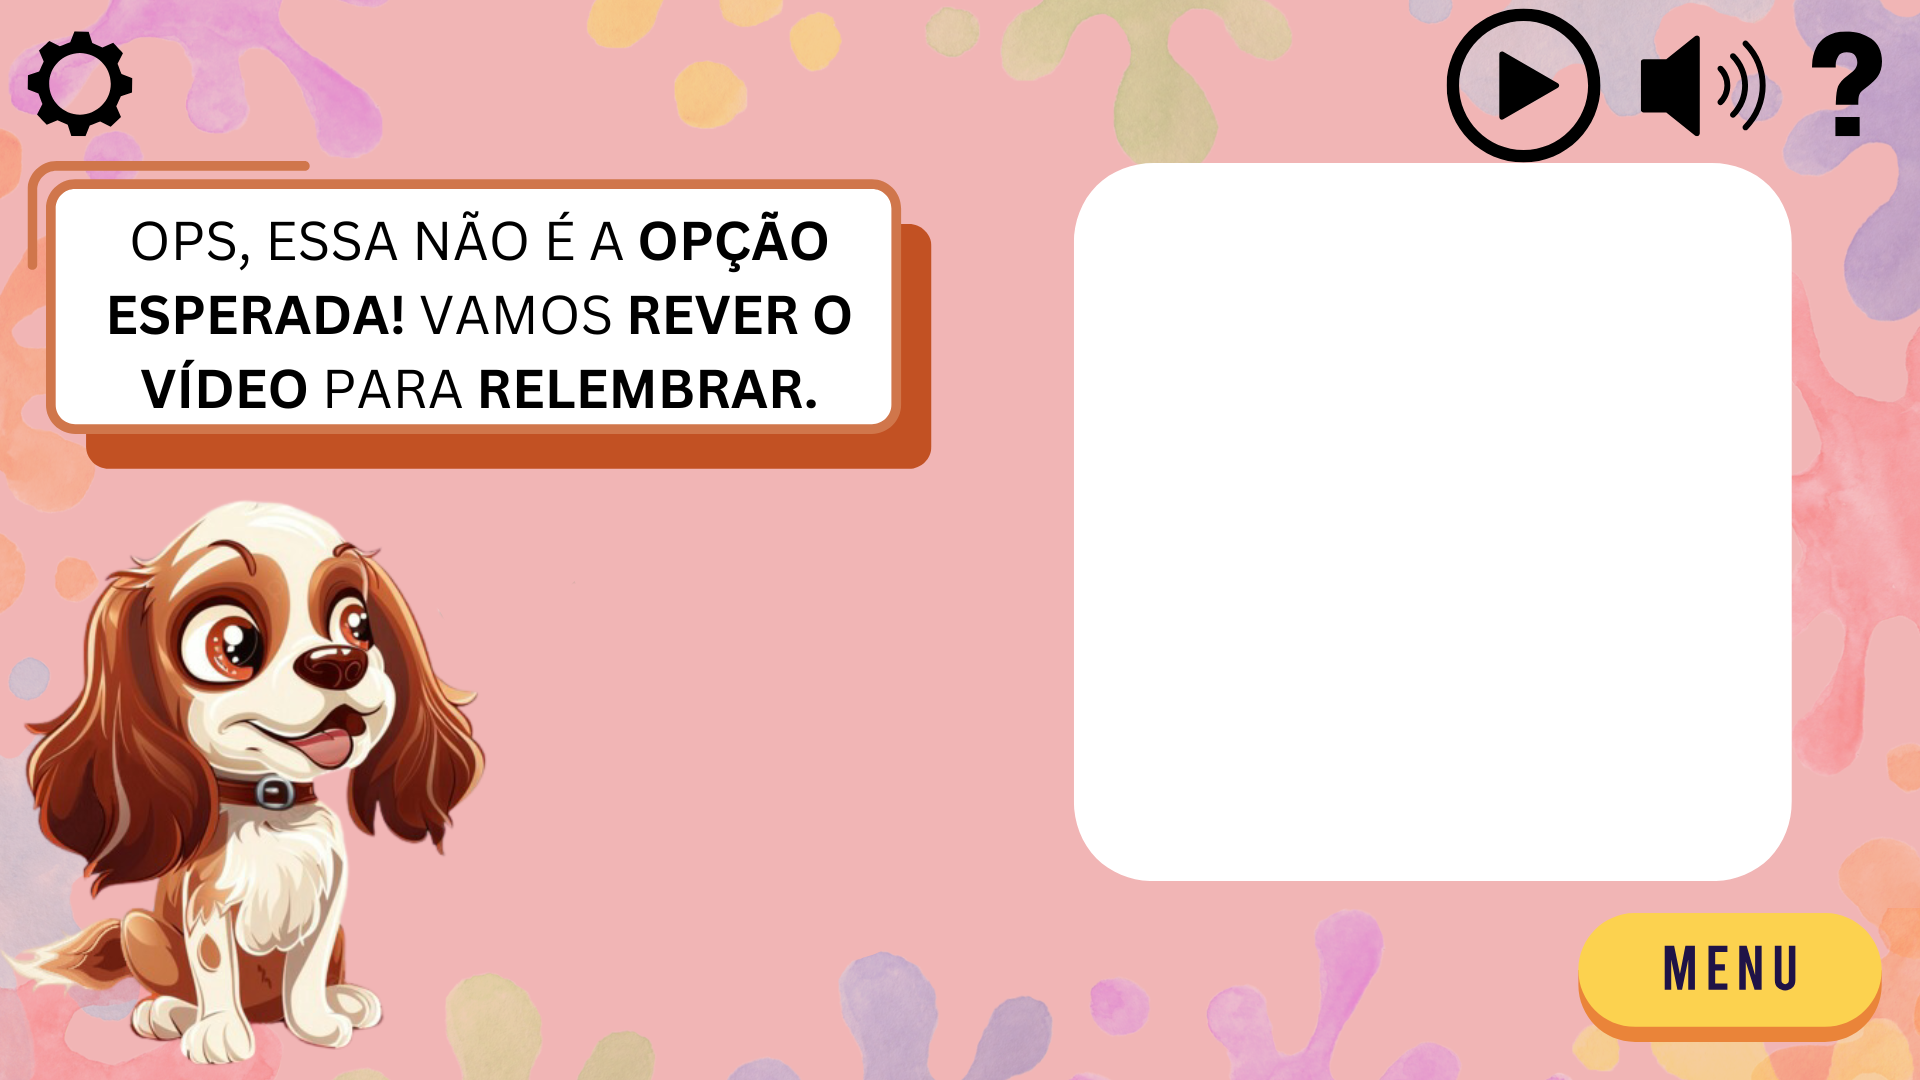 OPS, ESSA NÃO É A OPÇÃO
ESPERADA! VAMOS REVER O
VÍDEO PARA RELEMBRAR.
?
MENU